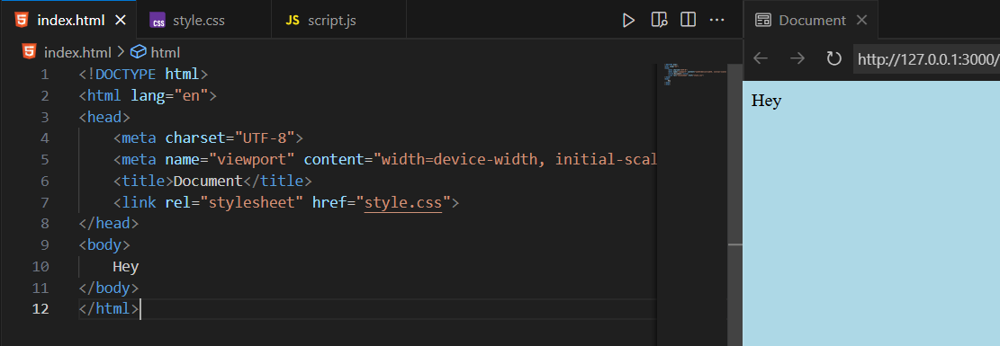 index.html
style.css
JS script.js
Document
index.html > html
http://127.0.0.1:3000/
1 <!DOCTYPE html>
2 <html lang="en">
3 <head>
4     <meta charset="UTF-8">
5     <meta name="viewport" content="width=device-width, initial-scal
6     <title>Document</title>
7     <link rel="stylesheet" href="style.css">
8 </head>
9 <body>
10     Hey
11 </body>
12 </html>
Hey